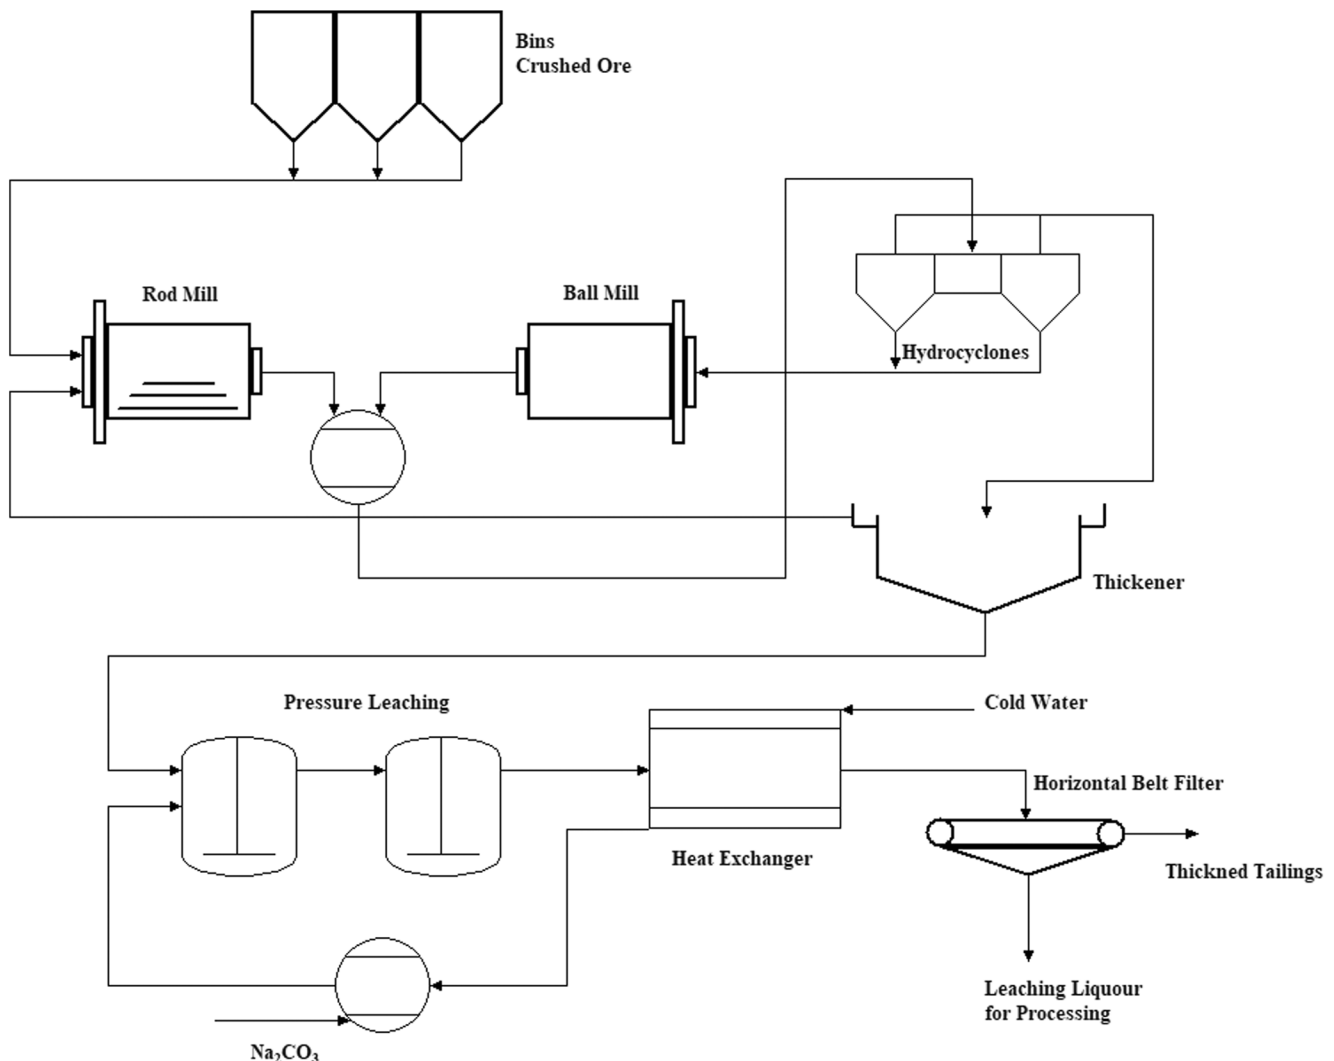 Bins
Crushed Ore
Rod Mill
Ball Mill
Hydrocyclones
Thickener
Pressure Leaching
Cold Water
Horizontal Belt Filter
Heat Exchanger
Thickned Tailings
Leaching Liquour
for Processing
Na₂CO₃